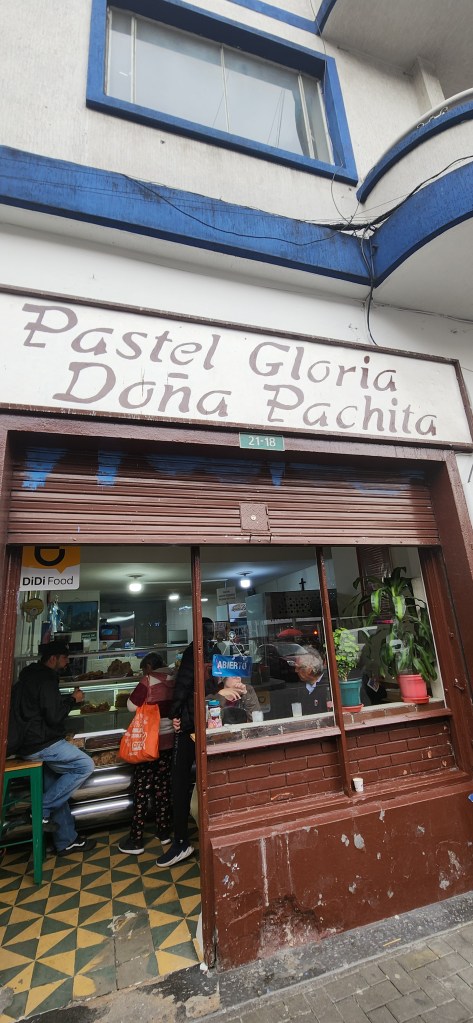 Pastel Gloria
Doña Pachita
21-18
DiDi Food
ABIERTO